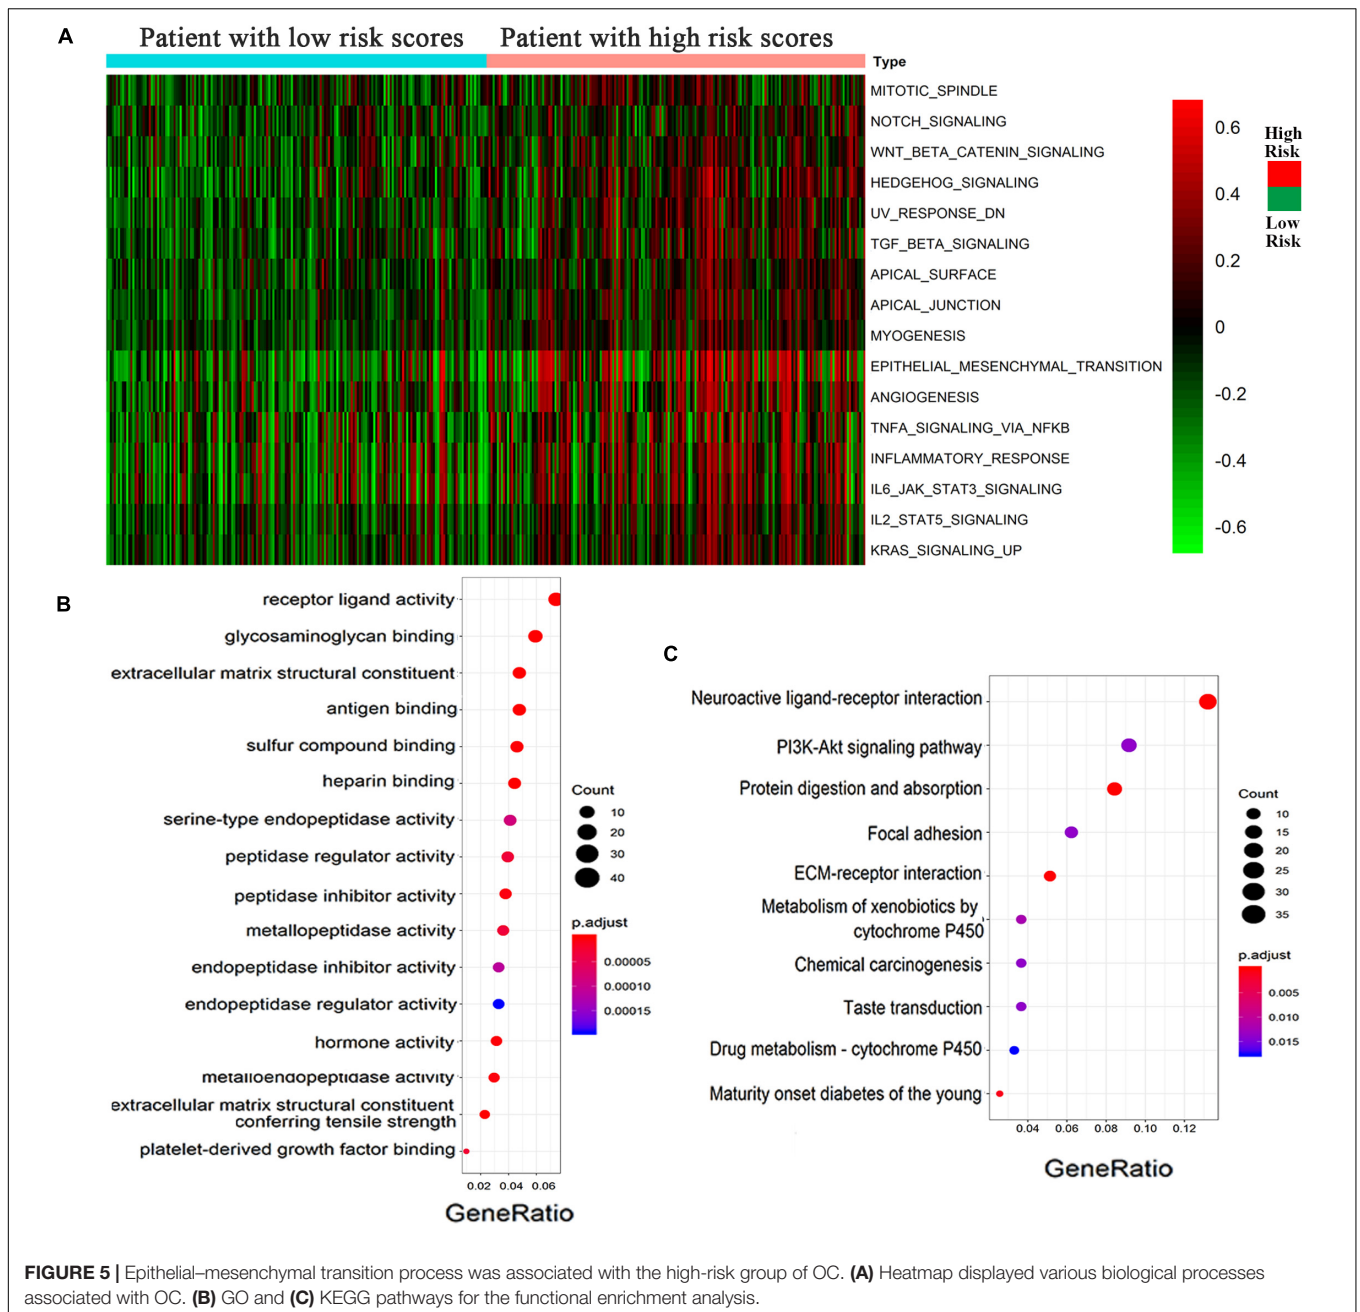 A
Patient with low risk scores
Patient with high risk scores
Type
MITOTIC_SPINDLE
NOTCH_SIGNALING
WNT_BETA_CATENIN_SIGNALING
HEDGEHOG_SIGNALING
UV_RESPONSE_DN
TGF_BETA_SIGNALING
APICAL_SURFACE
APICAL_JUNCTION
MYOGENESIS
EPITHELIAL_MESENCHYMAL_TRANSITION
ANGIOGENESIS
TNFA_SIGNALING_VIA_NFKB
INFLAMMATORY_RESPONSE
IL6_JAK_STAT3_SIGNALING
IL2_STAT5_SIGNALING
KRAS_SIGNALING_UP
0.6
0.4
0.2
0
-0.2
-0.4
-0.6
High
Risk
Low
Risk
B
receptor ligand activity
glycosaminoglycan binding
extracellular matrix structural constituent
antigen binding
sulfur compound binding
heparin binding
serine-type endopeptidase activity
peptidase regulator activity
peptidase inhibitor activity
metallopeptidase activity
endopeptidase inhibitor activity
endopeptidase regulator activity
hormone activity
metalloendopeptidase activity
extracellular matrix structural constituent
conferring tensile strength
platelet-derived growth factor binding
0.02 0.04 0.06
GeneRatio
Count
10
20
30
40
p.adjust
0.00005
0.00010
0.00015
C
Neuroactive ligand-receptor interaction
PI3K-Akt signaling pathway
Protein digestion and absorption
Focal adhesion
ECM-receptor interaction
Metabolism of xenobiotics by
cytochrome P450
Chemical carcinogenesis
Taste transduction
Drug metabolism - cytochrome P450
Maturity onset diabetes of the young
0.04 0.06 0.08 0.10 0.12
GeneRatio
Count
10
15
20
25
30
35
p.adjust
0.005
0.010
0.015
FIGURE 5 | Epithelial–mesenchymal transition process was associated with the high-risk group of OC. (A) Heatmap displayed various biological processes
associated with OC. (B) GO and (C) KEGG pathways for the functional enrichment analysis.